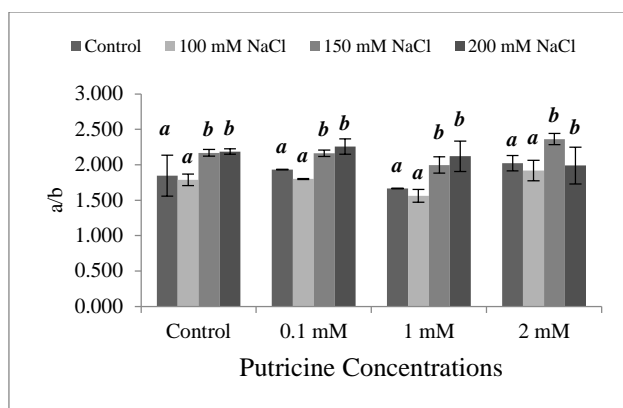 Control 100 mM NaCl 150 mM NaCl 200 mM NaCl
3.000
2.500
2.000
1.500
1.000
0.500
0.000
a/b
a a b b
a a b b
a a b b
a a b b
Control 0.1 mM 1 mM 2 mM
Putricine Concentrations